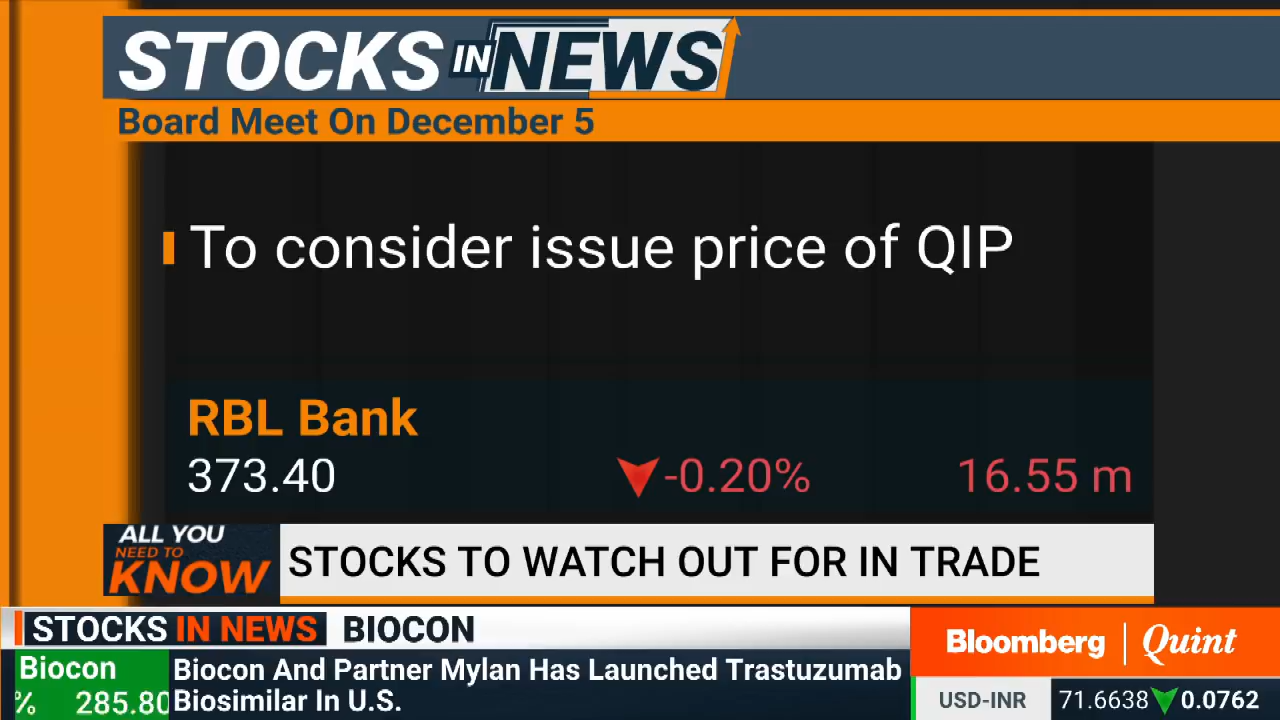 STOCKS IN NEWS
Board Meet On December 5
To consider issue price of QIP
RBL Bank
373.40 -0.20% 16.55 m
ALL YOU
NEED TO
KNOW
STOCKS TO WATCH OUT FOR IN TRADE
STOCKS IN NEWS BIOCON
Biocon
% 285.80
Biocon And Partner Mylan Has Launched Trastuzumab
Biosimilar In U.S.
Bloomberg | Quint
USD-INR 71.6638 0.0762